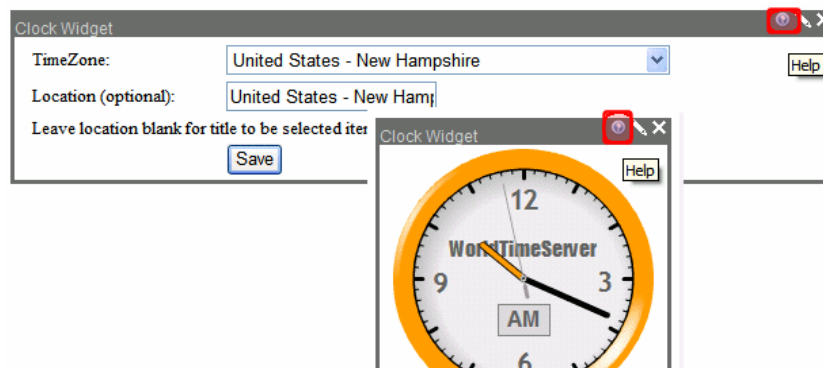 Clock Widget
TimeZone:
United States - New Hampshire
Help
Location (optional):
United States - New Hamp
Leave location blank for title to be selected iter
Save
Clock Widget
Help
12
WorldTimeServer
9
3
AM
6